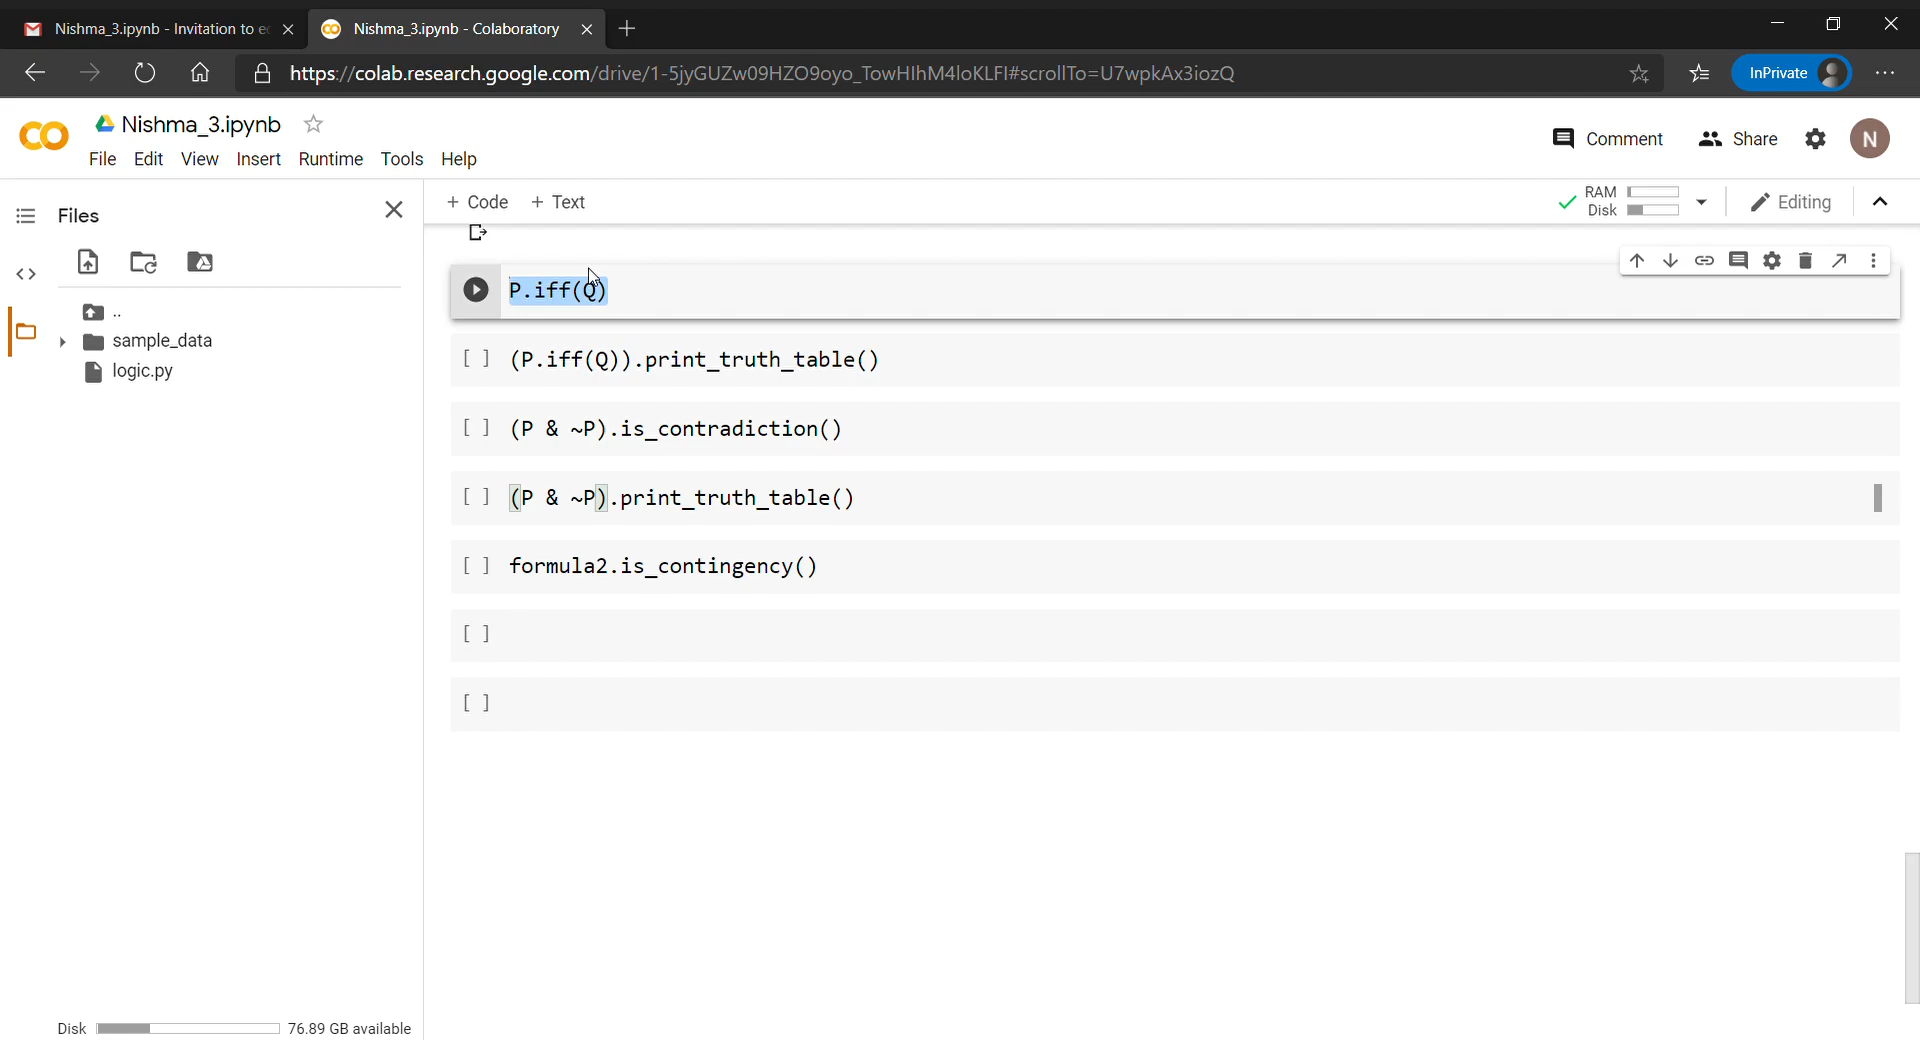 Nishma_3.ipynb - Invitation to e
Nishma_3.ipynb - Colaboratory
https://colab.research.google.com/drive/1-5jyGUZw09HZO9oyo_TowHIhM4loKLFI#scrollTo=U7wpkAx3iozQ
InPrivate
Nishma_3.ipynb
File Edit View Insert Runtime Tools Help
Comment
Share
N
Files
+ Code + Text
RAM
Disk
Editing
..
sample_data
logic.py
P.iff(Q)
[ ] (P.iff(Q)).print_truth_table()
[ ] (P & ~P).is_contradiction()
[ ] (P & ~P).print_truth_table()
[ ] formula2.is_contingency()
[ ]
[ ]
Disk 76.89 GB available